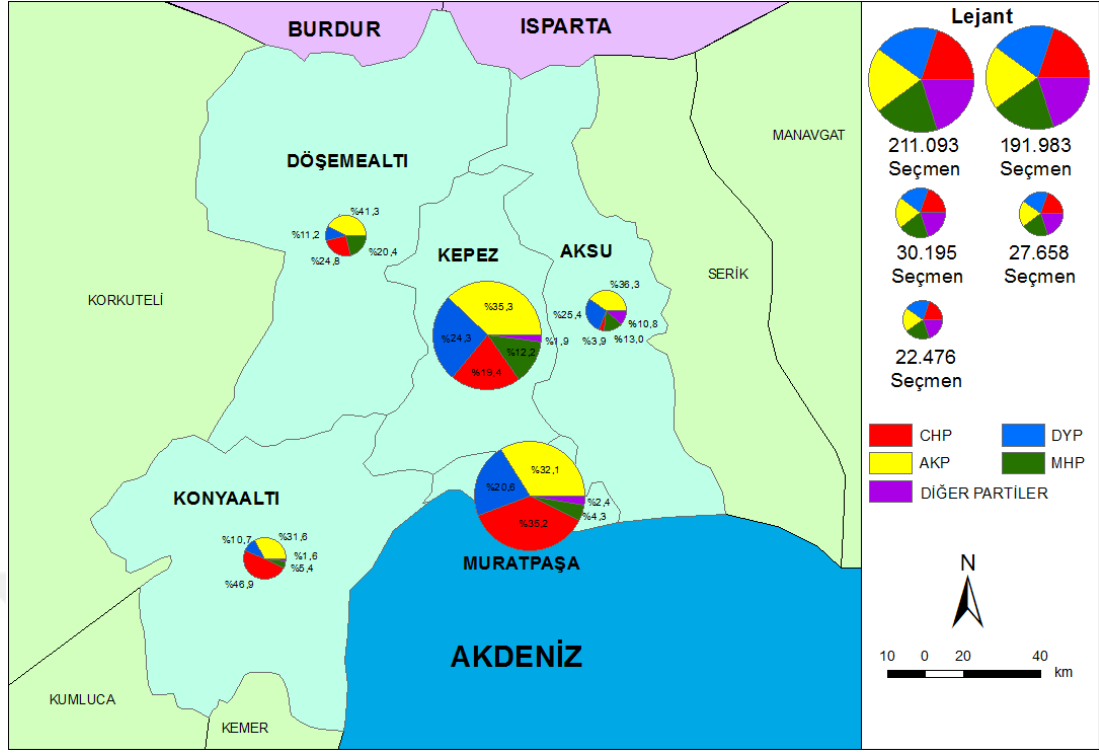 BURDUR
ISPARTA
MANAVGAT
DÖŞEMEALTI
%41,3
%11,2
%24,8
%20,4
KEPEZ
%35,3
%24,3
%1,9
%12,2
%19,4
AKSU
%36,3
%25,4
%10,8
%3,9
%13,0
SERİK
KORKUTELİ
KONYAALTI
%10,7
%31,6
%1,6
%5,4
%46,9
%32,1
%20,6
%2,4
%4,3
%35,2
MURATPAŞA
AKDENİZ
KUMLUCA
KEMER
Lejant
211.093
Seçmen
191.983
Seçmen
30.195
Seçmen
27.658
Seçmen
22.476
Seçmen
CHP
DYP
AKP
MHP
DİĞER PARTİLER
N
10 0 20 40
km